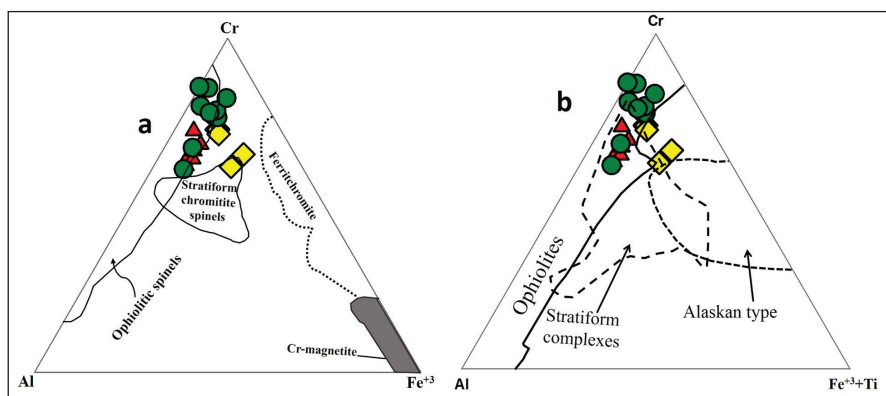 Cr
a
Ferritchromite
Stratiform
chromitite
spinels
Ophiolitic spinels
Cr-magnetite
Al
Fe+3
Cr
b
Ophiolites
Stratiform
complexes
Alaskan type
Al
Fe+3+Ti